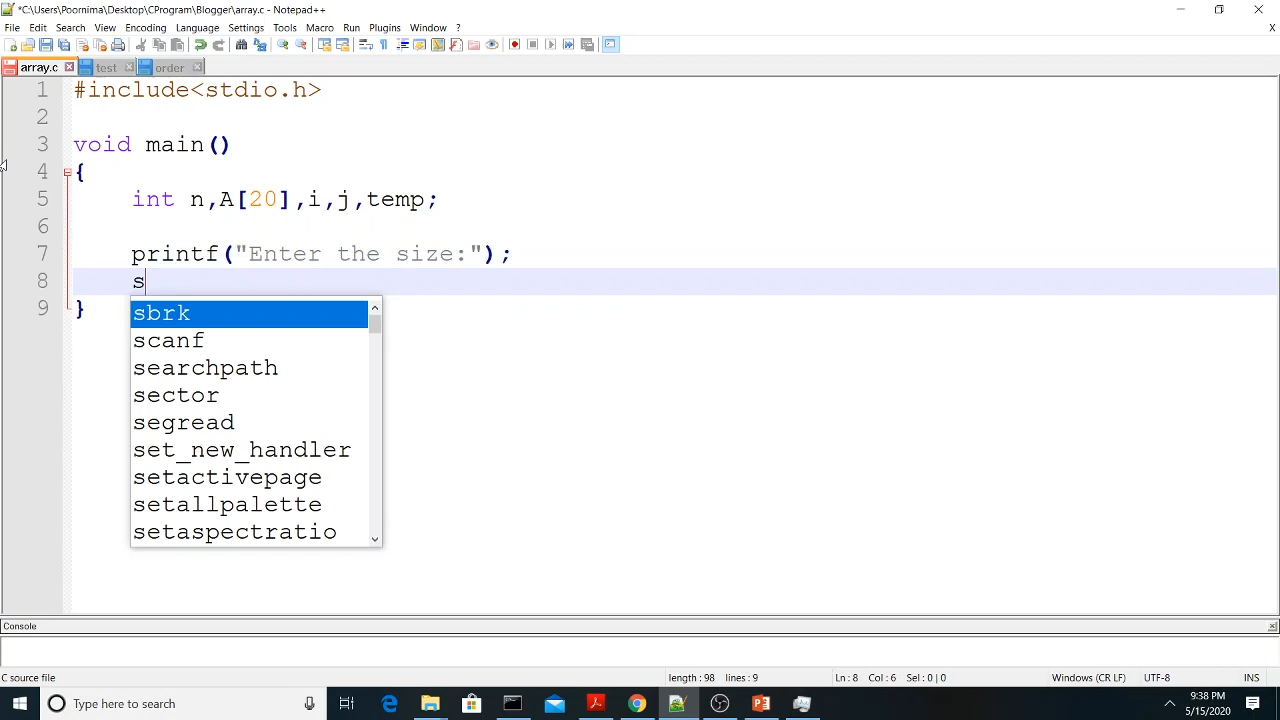 *C:\Users\Poornima\Desktop\CProgram\Blogger\array.c - Notepad++
File Edit Search View Encoding Language Settings Tools Macro Run Plugins Window ? X
array.c test order
1 #include<stdio.h>
2
3 void main()
4 {
5 int n,A[20],i,j,temp;
6
7 printf("Enter the size:");
8 s
9 }
sbrk
scanf
searchpath
sector
segread
set_new_handler
setactivepage
setallpalette
setaspectratio
Console
C source file length : 98 lines : 9 Ln : 8 Col : 6 Sel : 0 | 0 Windows (CR LF) UTF-8 INS
Type here to search
9:38 PM
5/15/2020